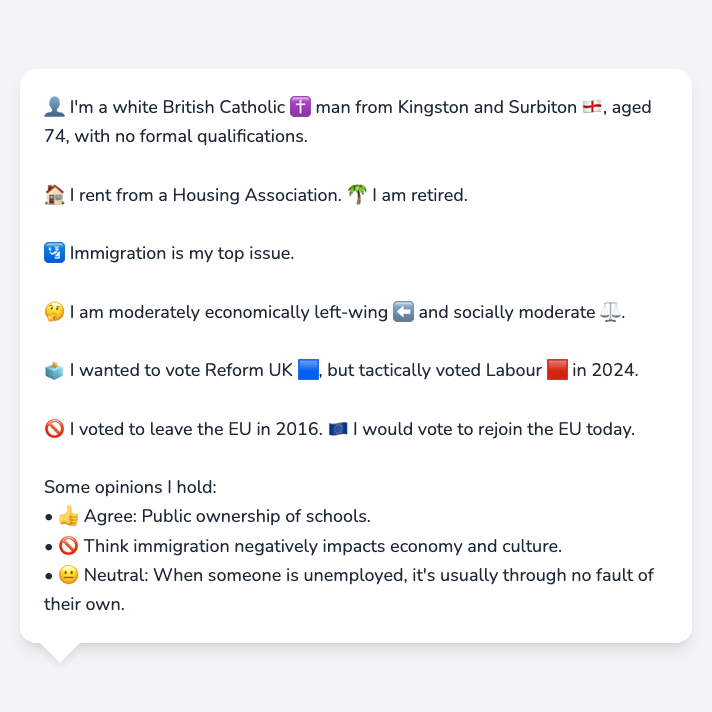 👤 I'm a white British Catholic ✝️ man from Kingston and Surbiton 🏴󠁧󠁢󠁥󠁮󠁧󠁿, aged
74, with no formal qualifications.
🏠 I rent from a Housing Association. 🌴 I am retired.
🛂 Immigration is my top issue.
🤔 I am moderately economically left-wing ⬅️ and socially moderate ⚖️.
🗳️ I wanted to vote Reform UK 🟦, but tactically voted Labour 🟥 in 2024.
🚫 I voted to leave the EU in 2016. 🇪🇺 I would vote to rejoin the EU today.
Some opinions I hold:
• 👍 Agree: Public ownership of schools.
• 🚫 Think immigration negatively impacts economy and culture.
• 😐 Neutral: When someone is unemployed, it's usually through no fault of
their own.